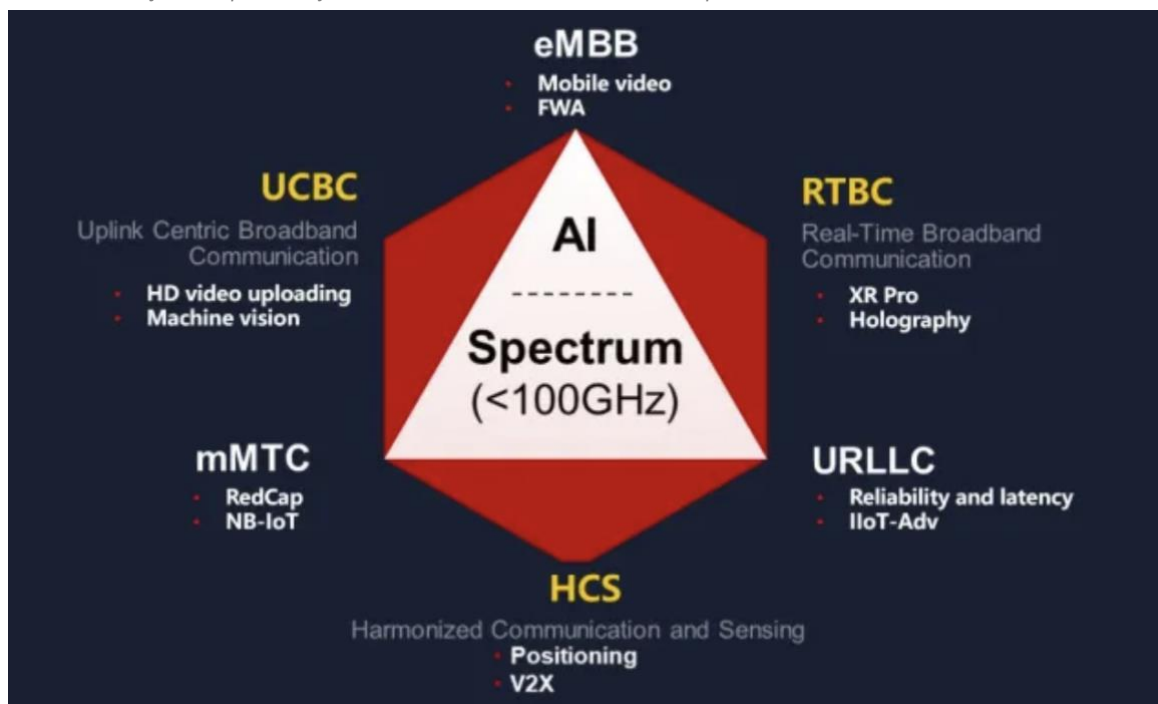 eMBB
Mobile video
FWA
UCBC
Uplink Centric Broadband
Communication
HD video uploading
Machine vision
RTBC
Real-Time Broadband
Communication
XR Pro
Holography
AI
Spectrum
(<100GHz)
mMTC
RedCap
NB-IoT
URLLC
Reliability and latency
IIoT-Adv
HCS
Harmonized Communication and Sensing
Positioning
V2X